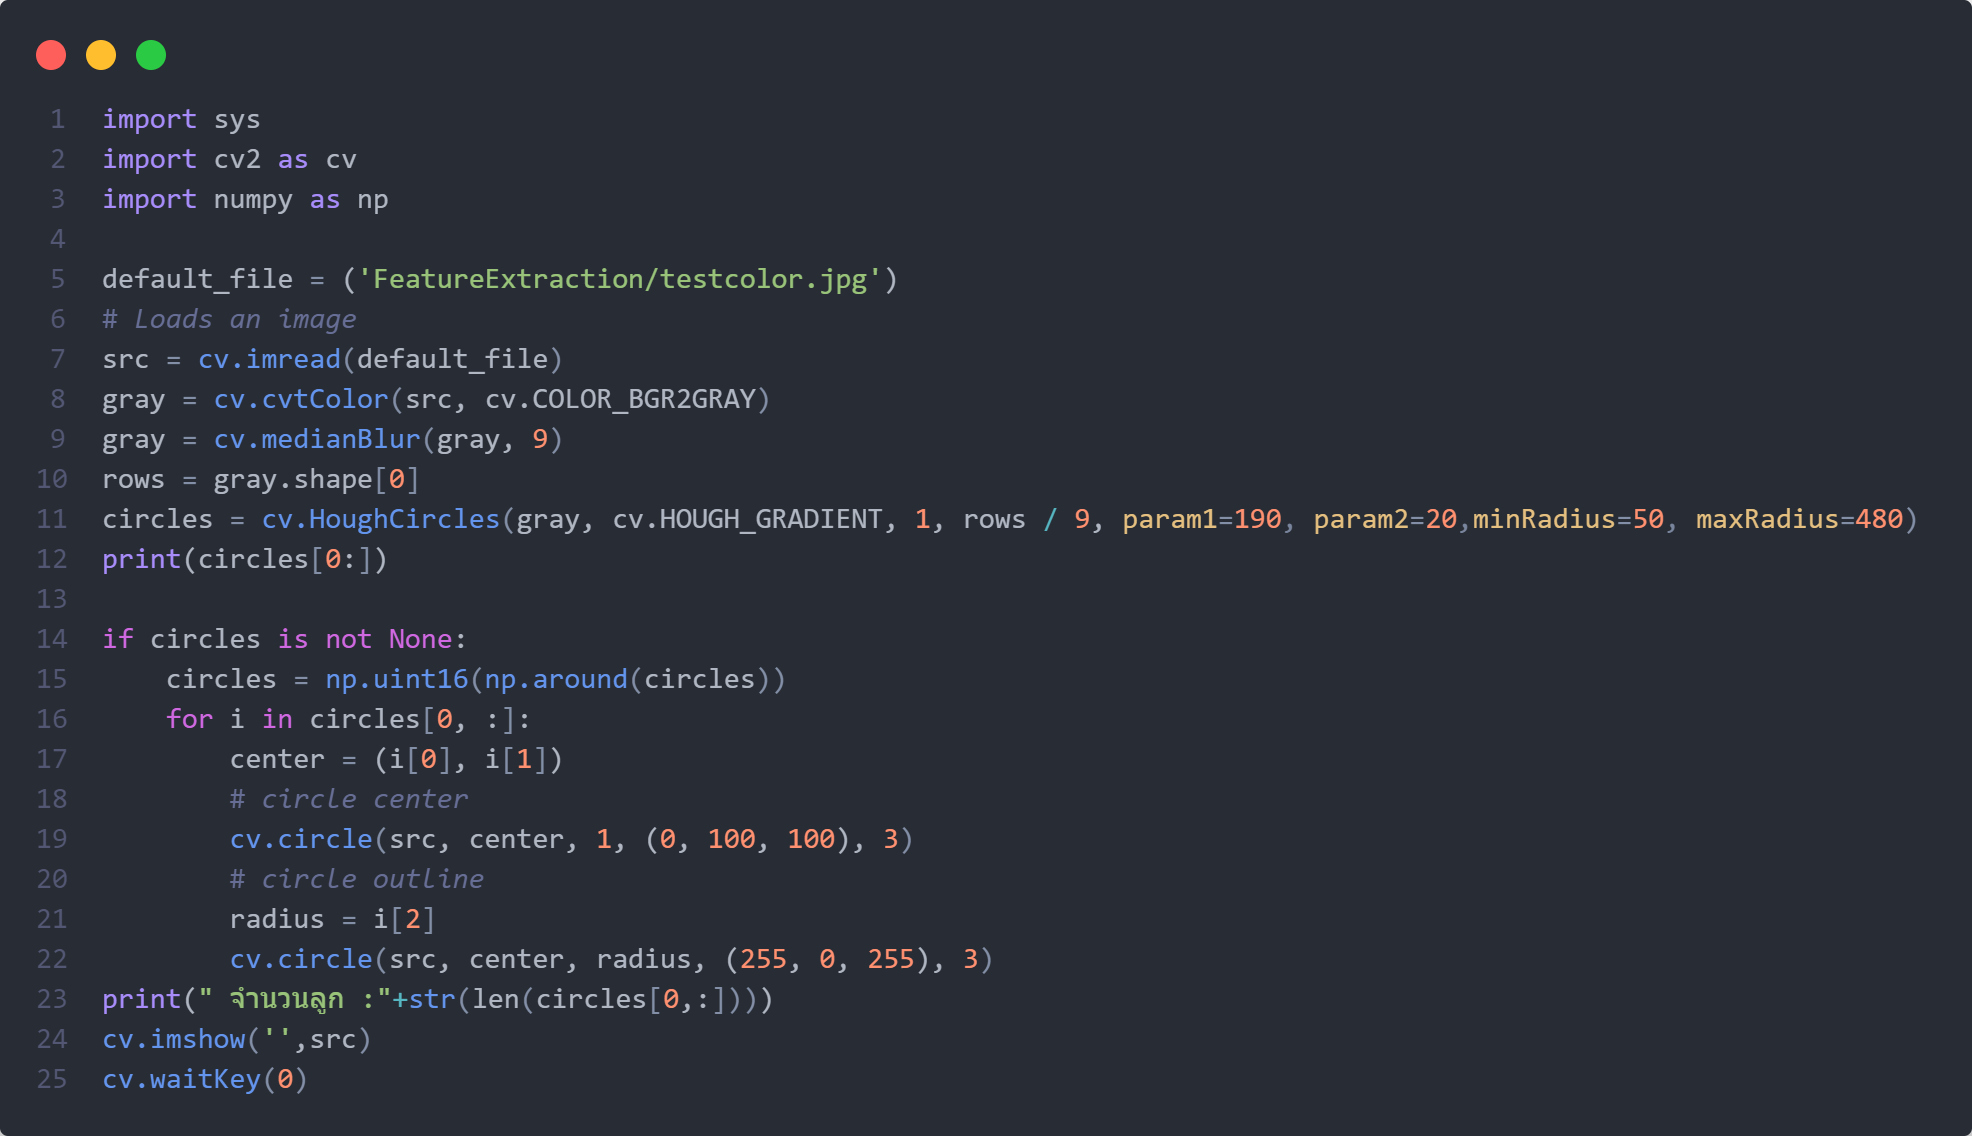 1 import sys
2 import cv2 as cv
3 import numpy as np
4
5 default_file = ('FeatureExtraction/testcolor.jpg')
6 # Loads an image
7 src = cv.imread(default_file)
8 gray = cv.cvtColor(src, cv.COLOR_BGR2GRAY)
9 gray = cv.medianBlur(gray, 9)
10 rows = gray.shape[0]
11 circles = cv.HoughCircles(gray, cv.HOUGH_GRADIENT, 1, rows / 9, param1=190, param2=20,minRadius=50, maxRadius=480)
12 print(circles[0:])
13
14 if circles is not None:
15     circles = np.uint16(np.around(circles))
16     for i in circles[0, :]:
17         center = (i[0], i[1])
18         # circle center
19         cv.circle(src, center, 1, (0, 100, 100), 3)
20         # circle outline
21         radius = i[2]
22         cv.circle(src, center, radius, (255, 0, 255), 3)
23 print(" จำนวนลูก :"+str(len(circles[0,:])))
24 cv.imshow('',src)
25 cv.waitKey(0)